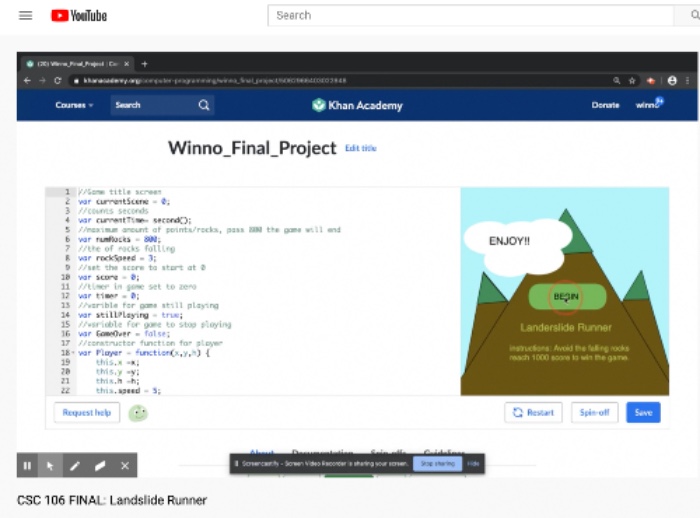 YouTube
Search
(20) Winno_Final_Project | Co
khanacademy.org/computer-programming/winno_final_project/
Courses
Search
Khan Academy
Donate
winno
Winno_Final_Project
Edit title
1 //Game title screen
2 var currentScene = 0;
3 //counts seconds
4 var currentTime= second();
5 //maximum amount of points/rocks, pass 800 the game will end
6 var numRocks = 800;
7 //the of rocks falling
8 var rockSpeed = 3;
9 //set the score to start at 0
10 var score = 0;
11 //timer in game set to zero
12 var timer = 0;
13 //varible for game still playing
14 var stillPlaying = true;
15 //variable for game to stop playing
16 var GameOver = false;
17 //constructor function for player
18 var Player = function(x,y,h) {
19 this.x =x;
20 this.y =y;
21 this.h =h;
22 this.speed = 5;
ENJOY!!
BEGIN
Landerslide Runner
instructions: Avoid the falling rocks
reach 1000 score to win the game
Request help
Restart
Spin-off
Save
About
Documentation
Spin-offs
Guidelines
Screencastify - Screen Video Recorder is sharing your screen.
Stop sharing
Hide
CSC 106 FINAL: Landslide Runner